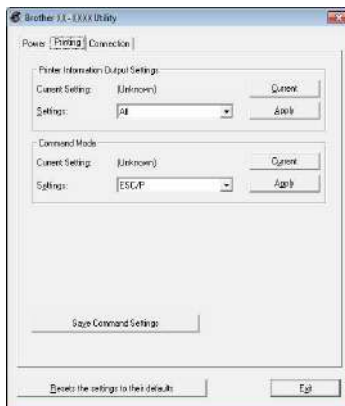 Brother XX-XXXX Utility
Power Printing Connection
Printer Information Output Settings
Current Setting: (Unknown) Current
Settings: All Apply
Command Mode
Current Setting: (Unknown) Current
Settings: ESC/P Apply
Save Command Settings
Resets the settings to their defaults Exit